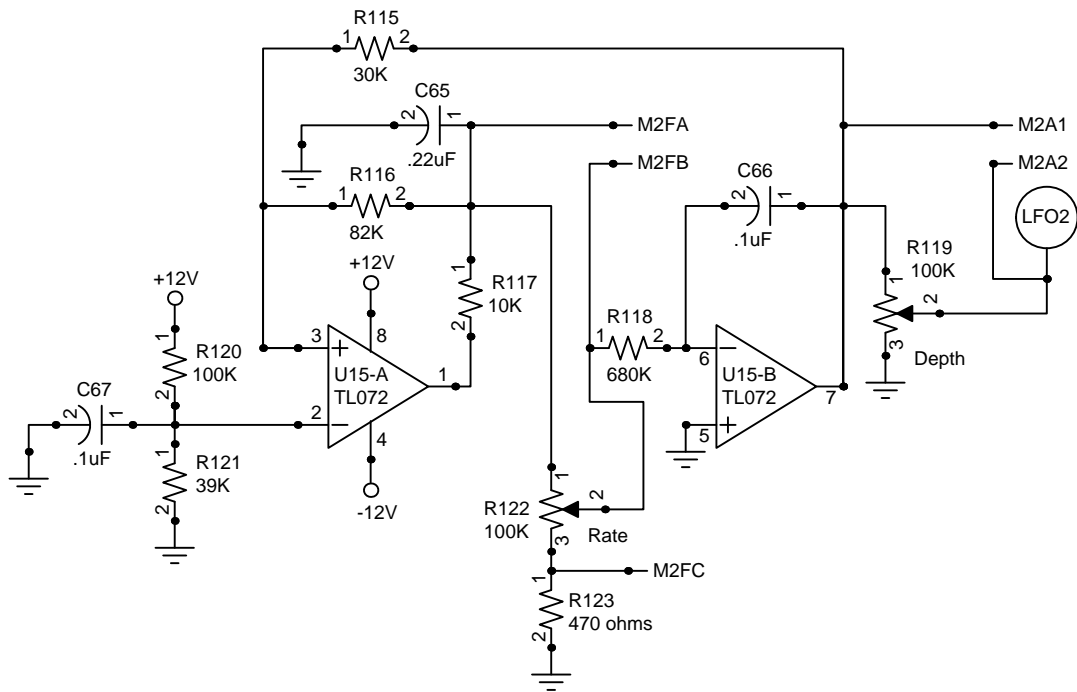 R115
1 2
30K
C65
2 1
.22uF
M2FA
M2A1
M2FB
M2A2
R116
1 2
82K
C66
2 1
.1uF
LFO2
+12V
+12V
1
R117
10K
2
R119
100K
1
2
3
Depth
R118
1 2
680K
3
+
8
U15-A
TL072
1
2
−
4
-12V
6
−
U15-B
TL072
7
5
+
1
R120
100K
2
C67
2 1
.1uF
1
R121
39K
2
1
R122
100K
2
3
Rate
M2FC
1
R123
470 ohms
2